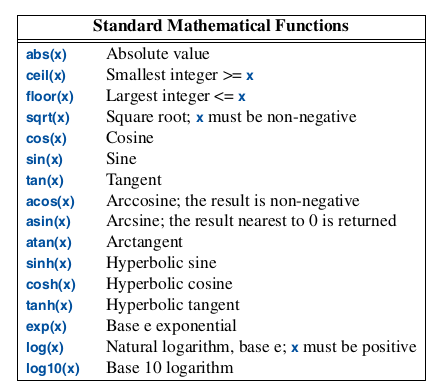 Standard Mathematical Functions
abs(x) Absolute value
ceil(x) Smallest integer >= x
floor(x) Largest integer <= x
sqrt(x) Square root; x must be non-negative
cos(x) Cosine
sin(x) Sine
tan(x) Tangent
acos(x) Arccosine; the result is non-negative
asin(x) Arcsine; the result nearest to 0 is returned
atan(x) Arctangent
sinh(x) Hyperbolic sine
cosh(x) Hyperbolic cosine
tanh(x) Hyperbolic tangent
exp(x) Base e exponential
log(x) Natural logarithm, base e; x must be positive
log10(x) Base 10 logarithm